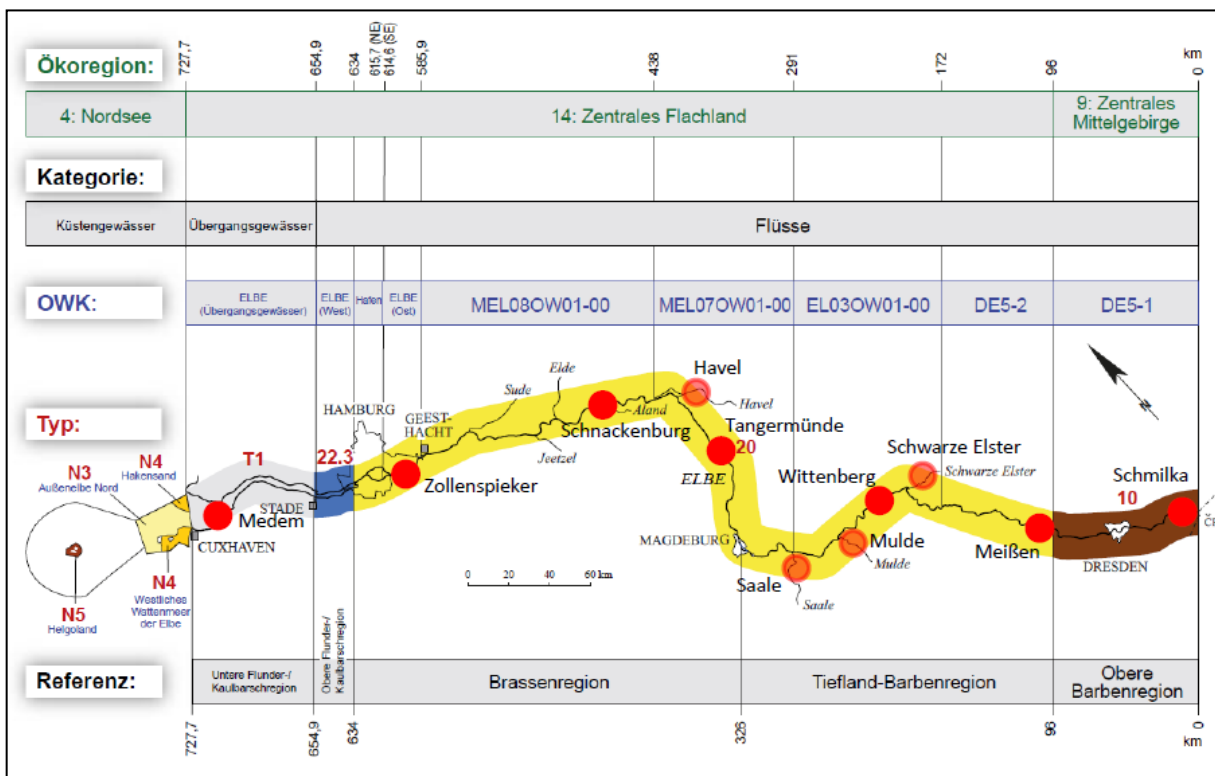 727,7
654,9
634
615,7 (NE)
614,6 (SE)
585,9
438
291
172
96
km
0
Ökoregion:
4: Nordsee
14: Zentrales Flachland
9: Zentrales
Mittelgebirge
Kategorie:
Küstengewässer
Übergangsgewässer
Flüsse
OWK:
ELBE
(Übergangsgewässer)
ELBE
(West)
Hafen
ELBE
(Ost)
MEL08OW01-00
MEL07OW01-00
EL03OW01-00
DE5-2
DE5-1
N
Typ:
N3
Außenelbe Nord
N4
Hakensand
T1
22.3
HAMBURG
GEEST-
HACHT
Sude
Elde
Aland
Schnackenburg
Jeetzel
Havel
Havel
Tangermünde
20
ELBE
Schwarze Elster
Schwarze Elster
Wittenberg
Schmilka
10
STADE
Medem
CUXHAVEN
Zollenspieker
MAGDEBURG
Mulde
Mulde
Meißen
DRESDEN
Saale
Saale
0 20 40 60 km
N5
Helgoland
N4
Westliches
Wattenmeer
der Elbe
Referenz:
Untere Flunder-/
Kaulbarschregion
Obere Flunder-/
Kaulbarschregion
Brassenregion
Tiefland-Barbenregion
Obere
Barbenregion
727,7
654,9
634
326
96
0
km